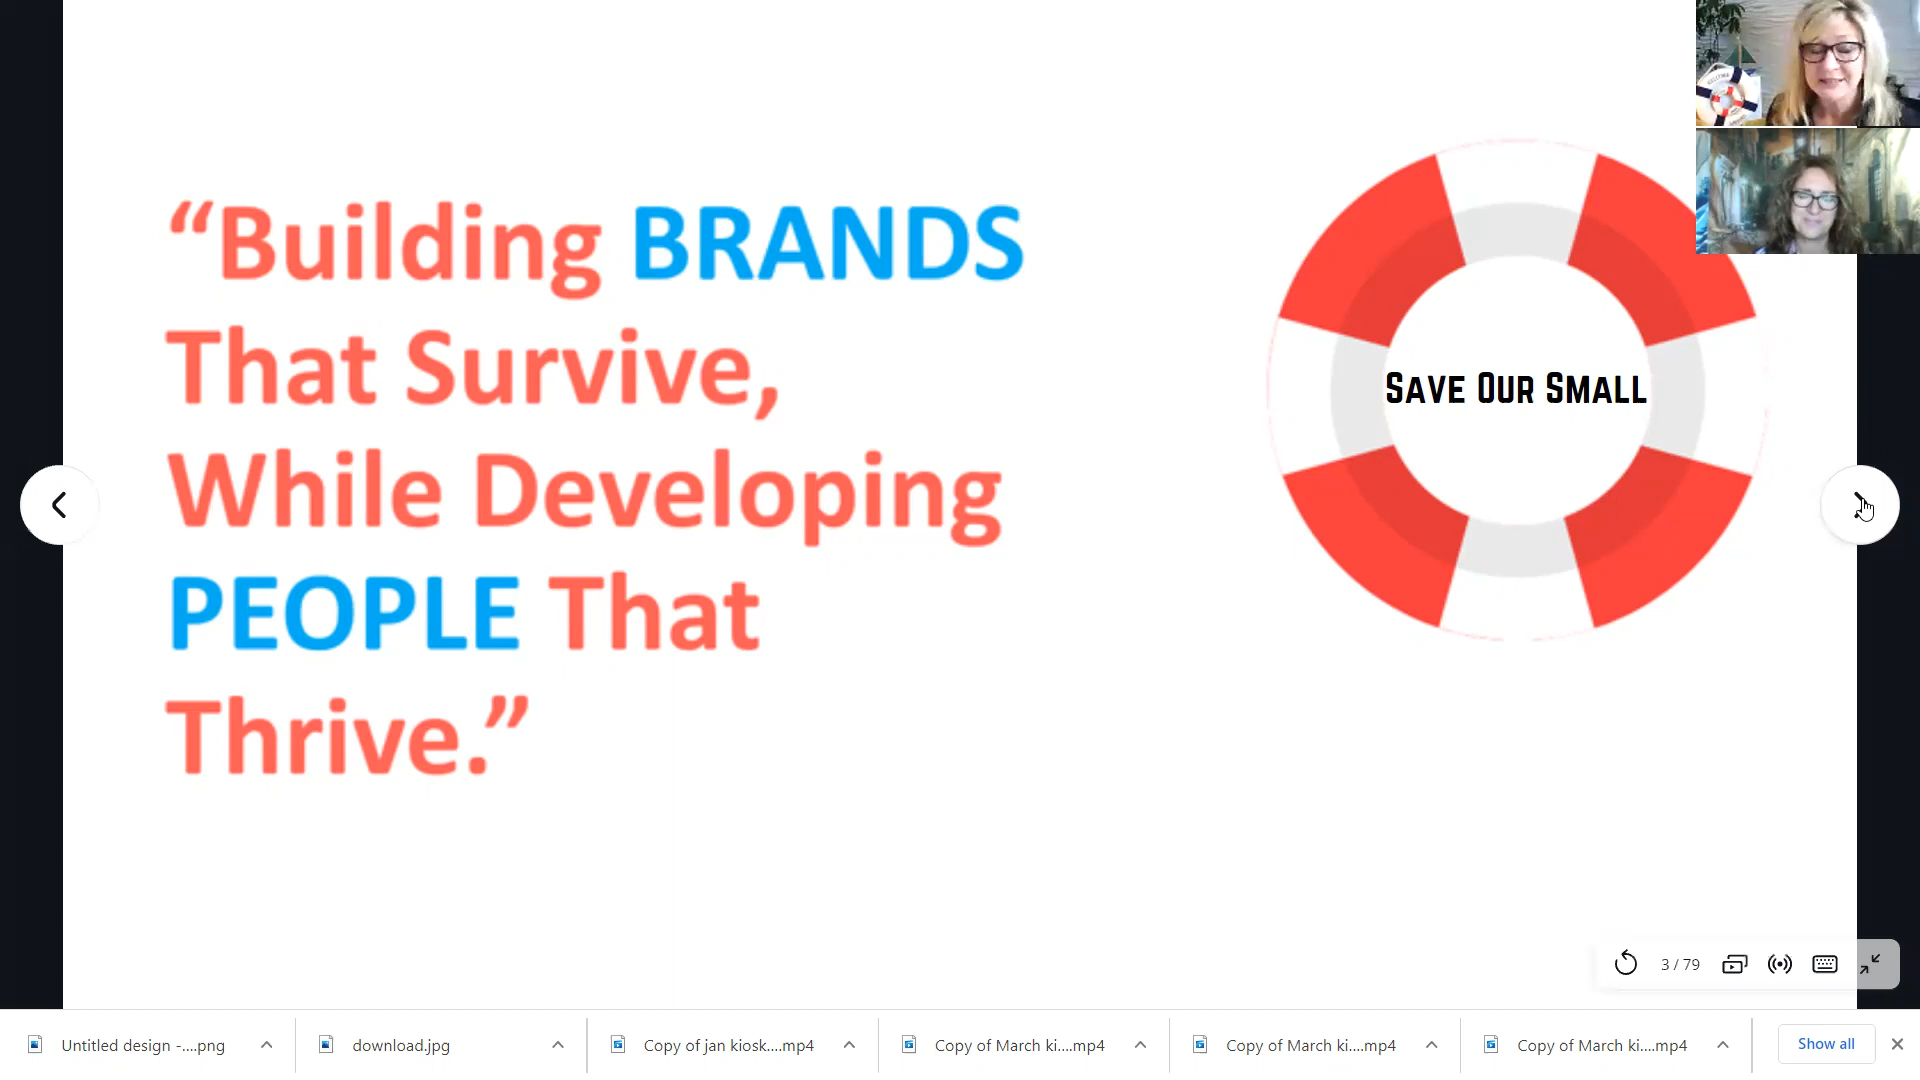 “Building BRANDS
That Survive,
While Developing
PEOPLE That
Thrive.”
Save Our Small
3 / 79
Untitled design -....png
download.jpg
Copy of jan kiosk....mp4
Copy of March ki....mp4
Copy of March ki....mp4
Copy of March ki....mp4
Show all